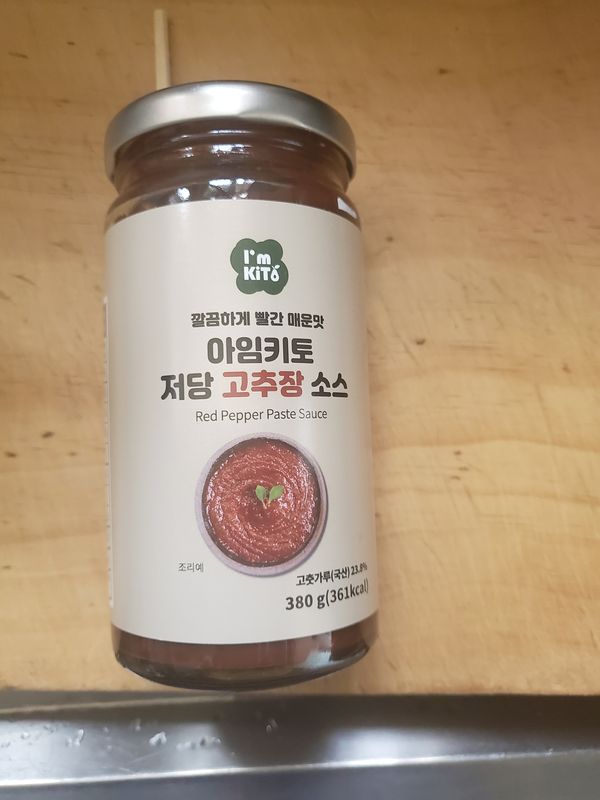 I'm
KiTO
깔끔하게 빨간 매운맛
아임키토
저당 고추장 소스
Red Pepper Paste Sauce
조리예
고춧가루(국산) 23.8%
380 g(361kcal)